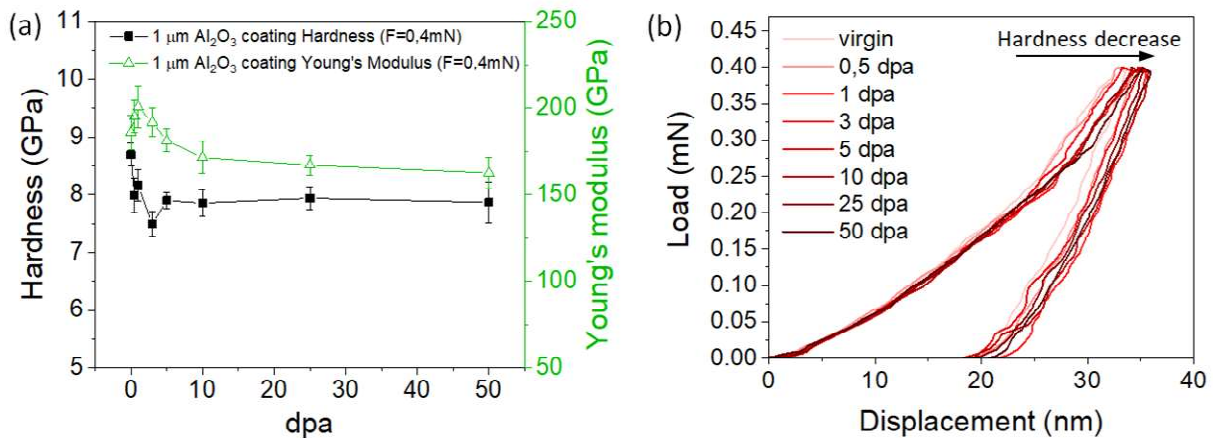 (a)
1 μm Al₂O₃ coating Hardness (F=0,4mN)
1 μm Al₂O₃ coating Young's Modulus (F=0,4mN)
Hardness (GPa)
11
10
9
8
7
6
5
0 10 20 30 40 50
dpa
250
200
150
100
50
Young's modulus (GPa)
(b)
virgin
0,5 dpa
1 dpa
3 dpa
5 dpa
10 dpa
25 dpa
50 dpa
Hardness decrease
Load (mN)
0.40
0.35
0.30
0.25
0.20
0.15
0.10
0.05
0.00
0 10 20 30 40
Displacement (nm)